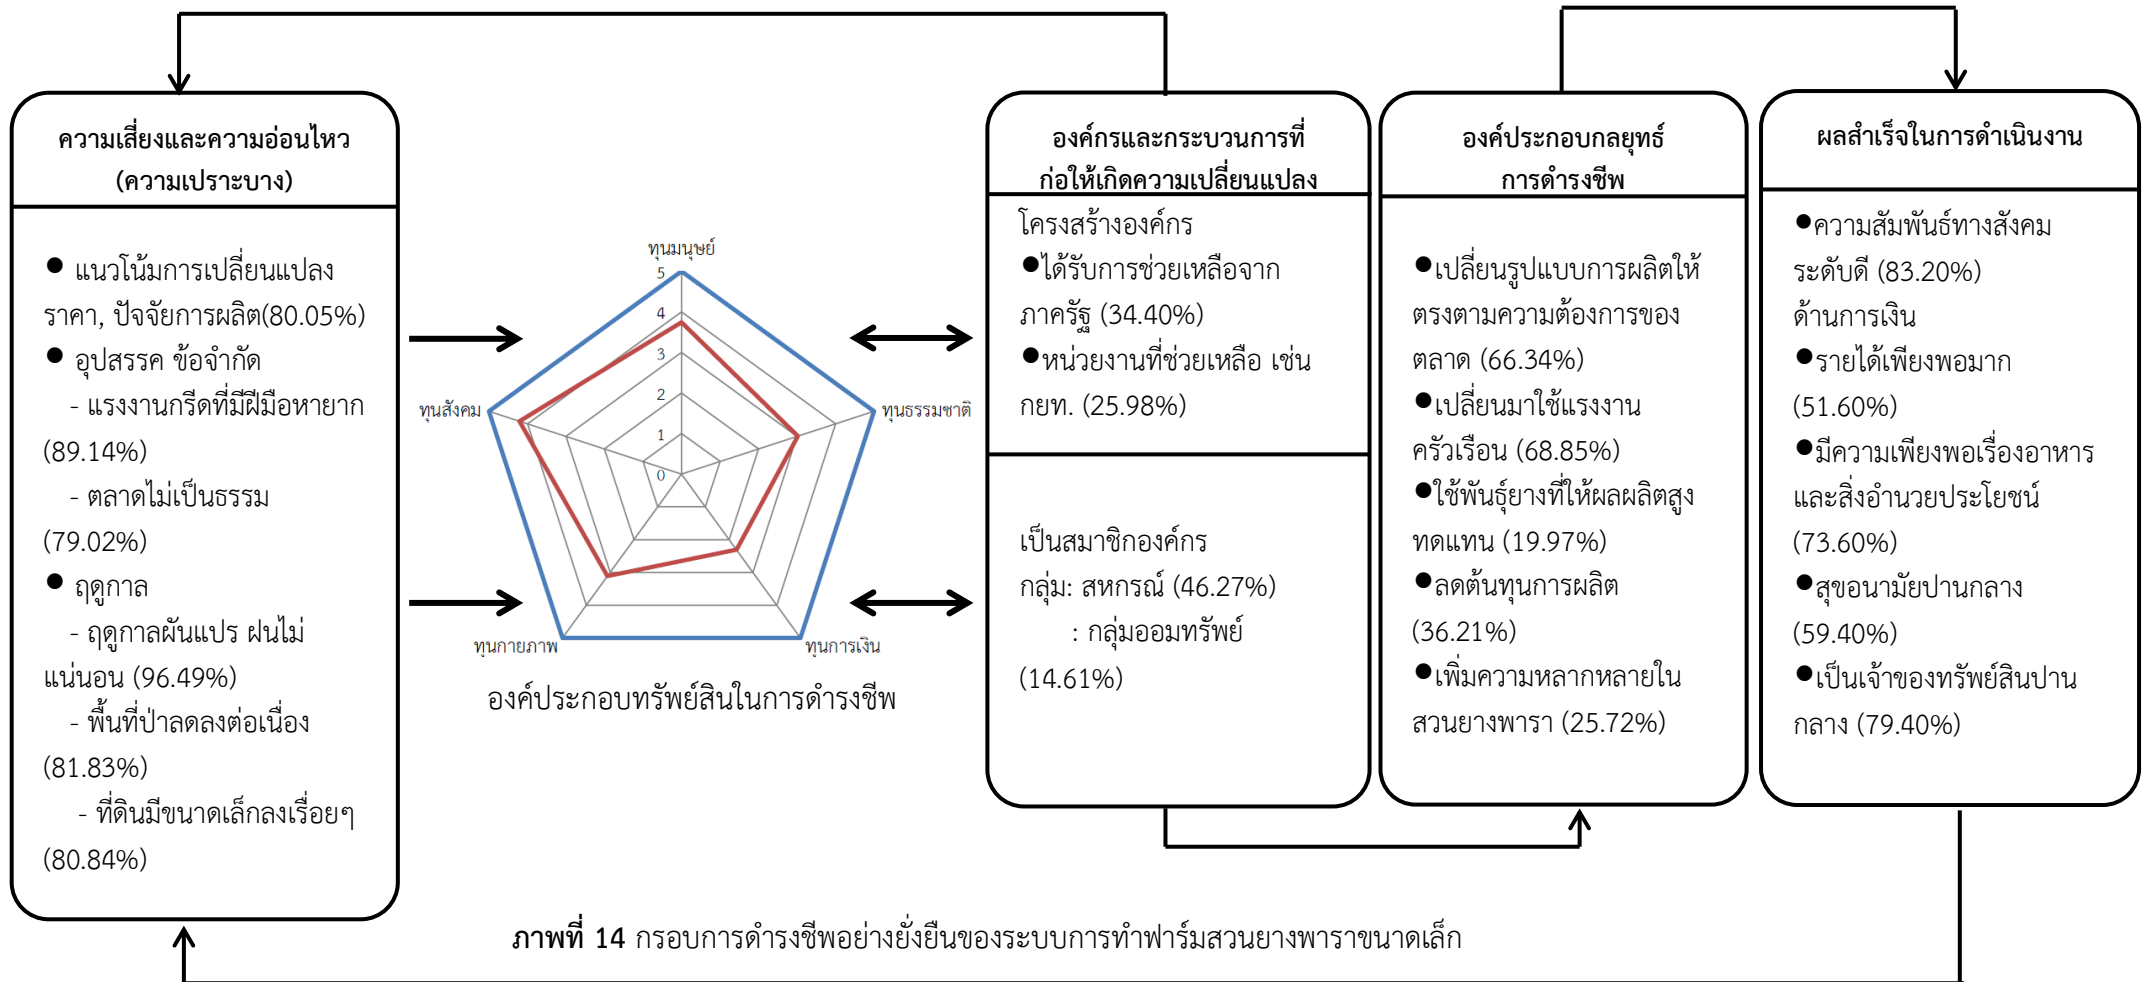 ความเสี่ยงและความอ่อนไหว
(ความเปราะบาง)
● แนวโน้มการเปลี่ยนแปลง
ราคา, ปัจจัยการผลิต(80.05%)
● อุปสรรค ข้อจำกัด
- แรงงานกรีดที่มีฝีมือหายาก
(89.14%)
- ตลาดไม่เป็นธรรม
(79.02%)
● ฤดูกาล
- ฤดูกาลผันแปร ฝนไม่
แน่นอน (96.49%)
- พื้นที่ป่าลดลงต่อเนื่อง
(81.83%)
- ที่ดินมีขนาดเล็กลงเรื่อยๆ
(80.84%)
ทุนมนุษย์
5
4
3
2
1
0
ทุนสังคม
ทุนธรรมชาติ
ทุนกายภาพ
ทุนการเงิน
องค์ประกอบทรัพย์สินในการดำรงชีพ
องค์กรและกระบวนการที่
ก่อให้เกิดความเปลี่ยนแปลง
โครงสร้างองค์กร
●ได้รับการช่วยเหลือจาก
ภาครัฐ (34.40%)
●หน่วยงานที่ช่วยเหลือ เช่น
กยท. (25.98%)
เป็นสมาชิกองค์กร
กลุ่ม: สหกรณ์ (46.27%)
: กลุ่มออมทรัพย์
(14.61%)
องค์ประกอบกลยุทธ์
การดำรงชีพ
●เปลี่ยนรูปแบบการผลิตให้
ตรงตามความต้องการของ
ตลาด (66.34%)
●เปลี่ยนมาใช้แรงงาน
ครัวเรือน (68.85%)
●ใช้พันธุ์ยางที่ให้ผลผลิตสูง
ทดแทน (19.97%)
●ลดต้นทุนการผลิต
(36.21%)
●เพิ่มความหลากหลายใน
สวนยางพารา (25.72%)
ผลสำเร็จในการดำเนินงาน
●ความสัมพันธ์ทางสังคม
ระดับดี (83.20%)
ด้านการเงิน
●รายได้เพียงพอมาก
(51.60%)
●มีความเพียงพอเรื่องอาหาร
และสิ่งอำนวยประโยชน์
(73.60%)
●สุขอนามัยปานกลาง
(59.40%)
●เป็นเจ้าของทรัพย์สินปาน
กลาง (79.40%)
ภาพที่ 14 กรอบการดำรงชีพอย่างยั่งยืนของระบบการทำฟาร์มสวนยางพาราขนาดเล็ก